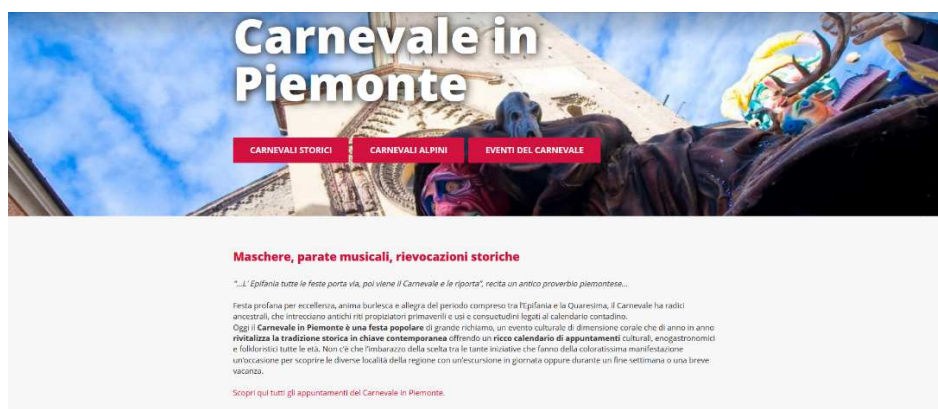 Carnevale in
Piemonte
CARNEVALI STORICI CARNEVALI ALPINI EVENTI DEL CARNEVALE
Maschere, parate musicali, rievocazioni storiche
"...L' Epifania tutte le feste porta via, poi viene il Carnevale e le riporta", recita un antico proverbio piemontese...
Festa profana per eccellenza, anima burlesca e allegra del periodo compreso tra l'Epifania e la Quaresima, il Carnevale ha radici
ancestrali, che intrecciano antichi riti propiziatori primaverili e usi e consuetudini legati al calendario contadino.
Oggi il Carnevale in Piemonte è una festa popolare di grande richiamo, un evento culturale di dimensione corale che di anno in anno
rivitalizza la tradizione storica in chiave contemporanea offrendo un ricco calendario di appuntamenti culturali, enogastronomici
e folkloristici tutte le età. Non c'è che l'imbarazzo della scelta tra le tante iniziative che fanno della coloratissima manifestazione
un'occasione per scoprire le diverse località della regione con un'escursione in giornata oppure durante un fine settimana o una breve
vacanza.
Scopri qui tutti gli appuntamenti del Carnevale in Piemonte.